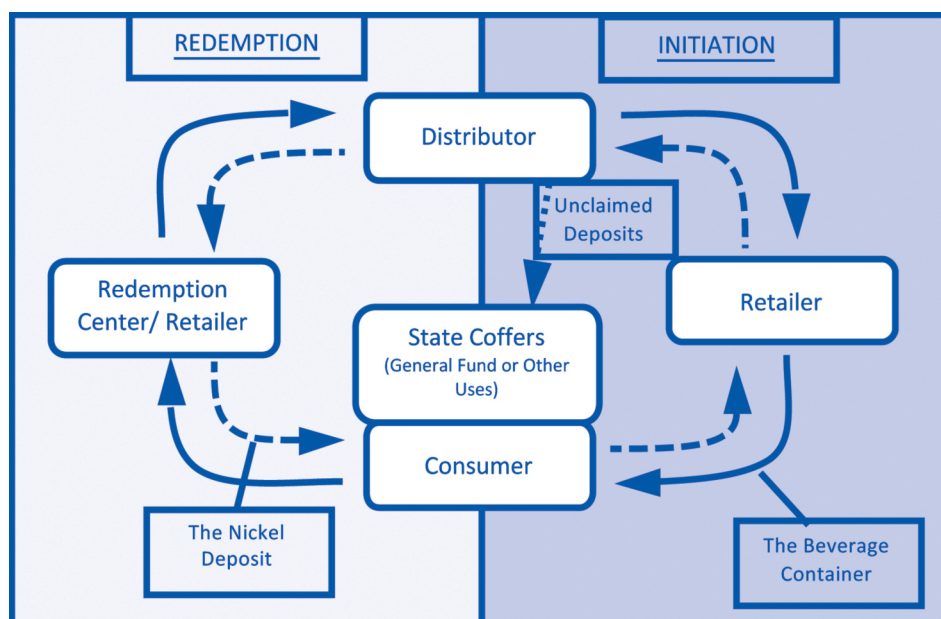 REDEMPTION
INITIATION
Distributor
Unclaimed
Deposits
Redemption
Center/ Retailer
Retailer
State Coffers
(General Fund or Other
Uses)
Consumer
The Nickel
Deposit
The Beverage
Container